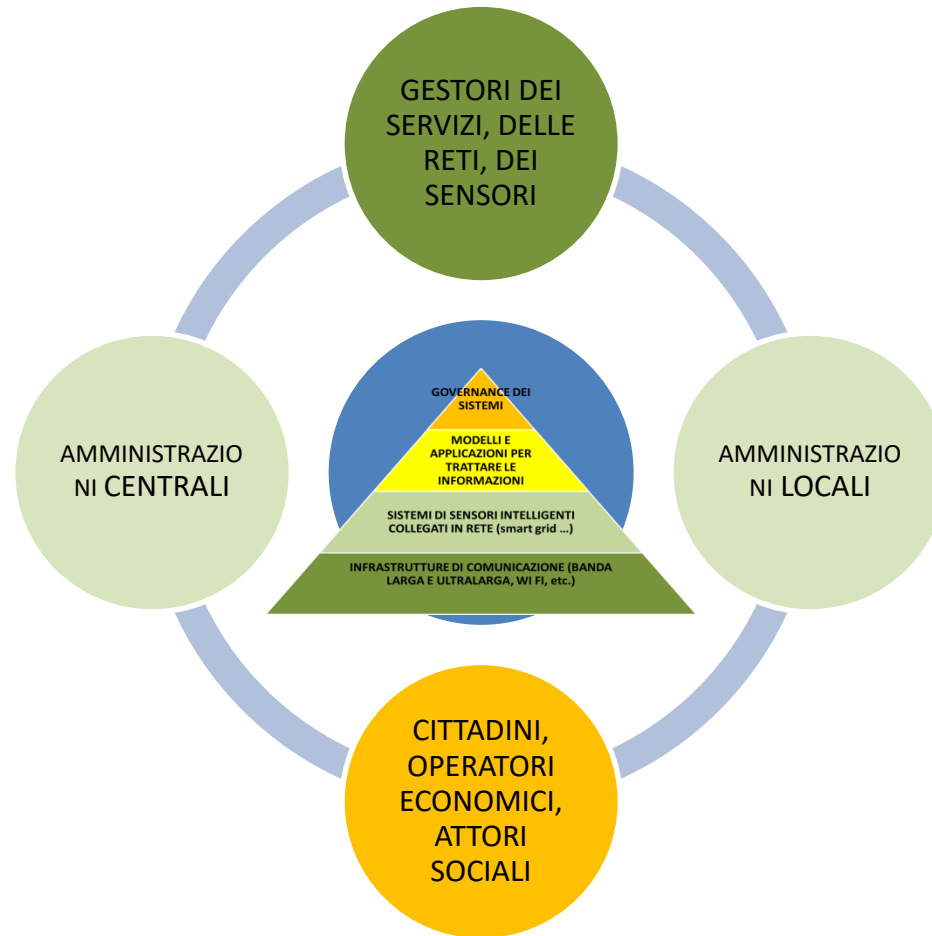 GESTORI DEI
SERVIZI, DELLE
RETI, DEI
SENSORI
AMMINISTRAZIO
NI CENTRALI
GOVERNANCE DEI
SISTEMI
MODELLI E
APPLICAZIONI PER
TRATTARE LE
INFORMAZIONI
SISTEMI DI SENSORI INTELLIGENTI
COLLEGATI IN RETE (smart grid ...)
INFRASTRUTTURE DI COMUNICAZIONE (BANDA
LARGA E ULTRALARGA, WI FI, etc.)
AMMINISTRAZIO
NI LOCALI
CITTADINI,
OPERATORI
ECONOMICI,
ATTORI
SOCIALI